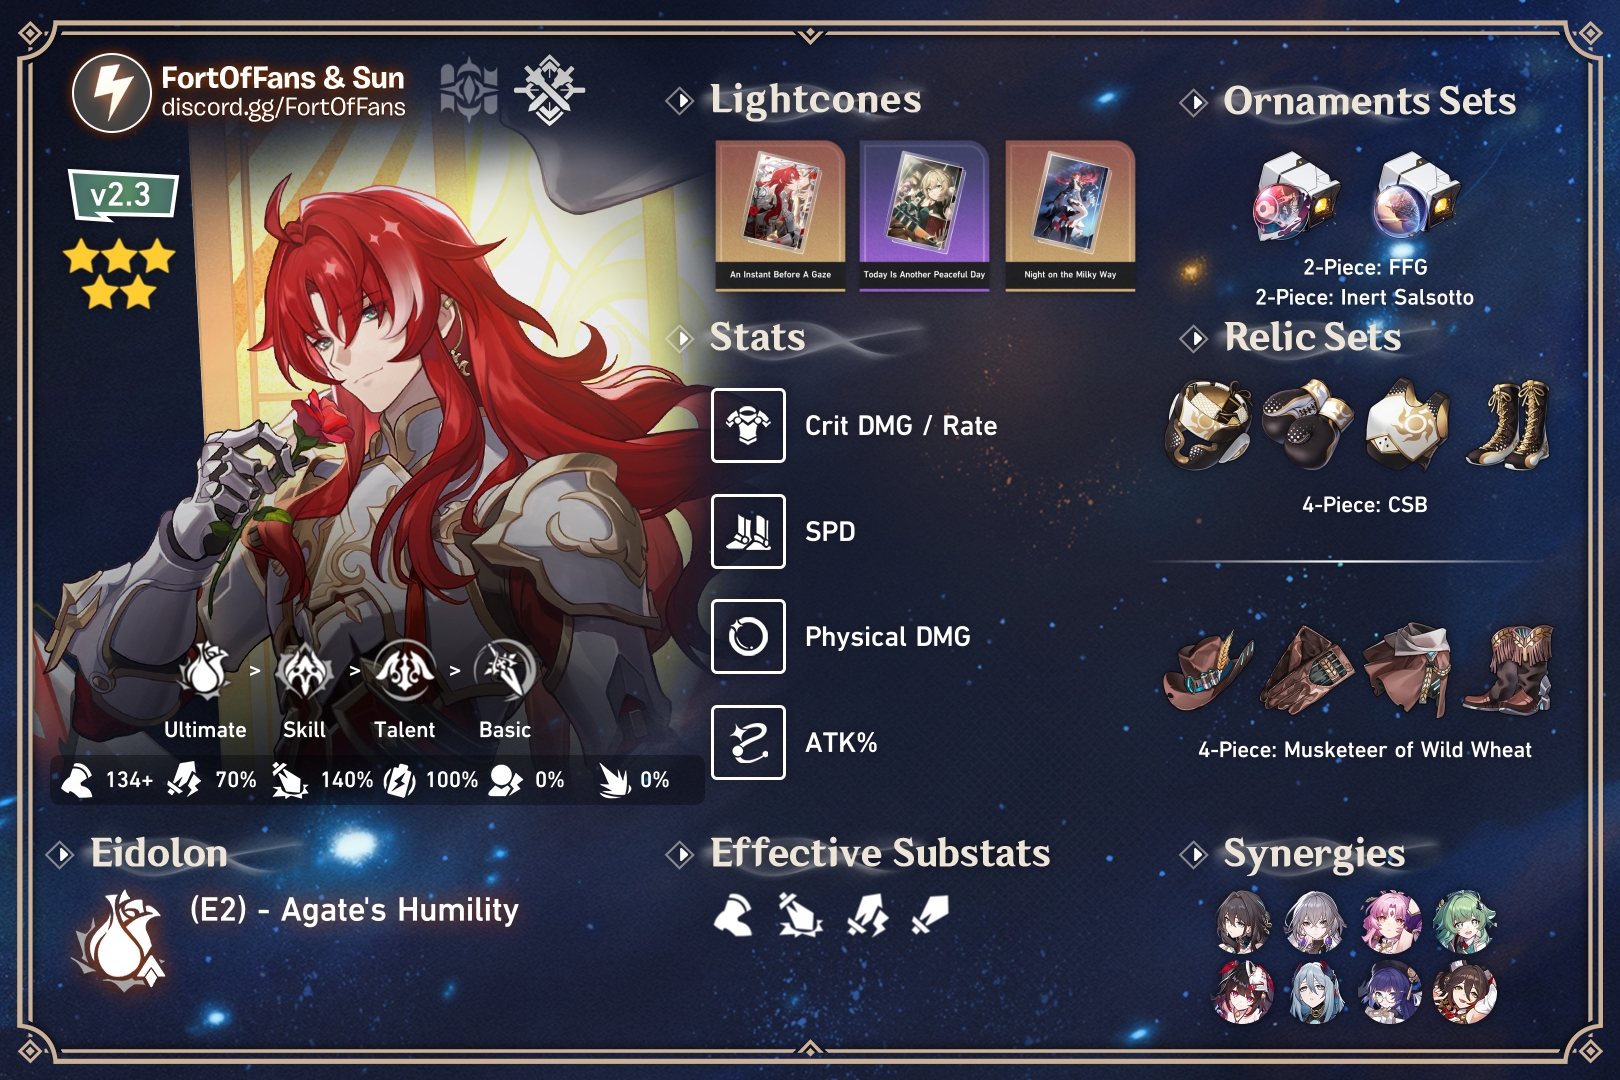 FortOfFans & Sun
discord.gg/FortOfFans
v2.3
Ultimate > Skill > Talent > Basic
134+ 70% 140% 100% 0% 0%
Eidolon
(E2) - Agate's Humility
Lightcones
An Instant Before A Gaze
Today Is Another Peaceful Day
Night on the Milky Way
Stats
Crit DMG / Rate
SPD
Physical DMG
ATK%
Effective Substats
Ornaments Sets
2-Piece: FFG
2-Piece: Inert Salsotto
Relic Sets
4-Piece: CSB
4-Piece: Musketeer of Wild Wheat
Synergies